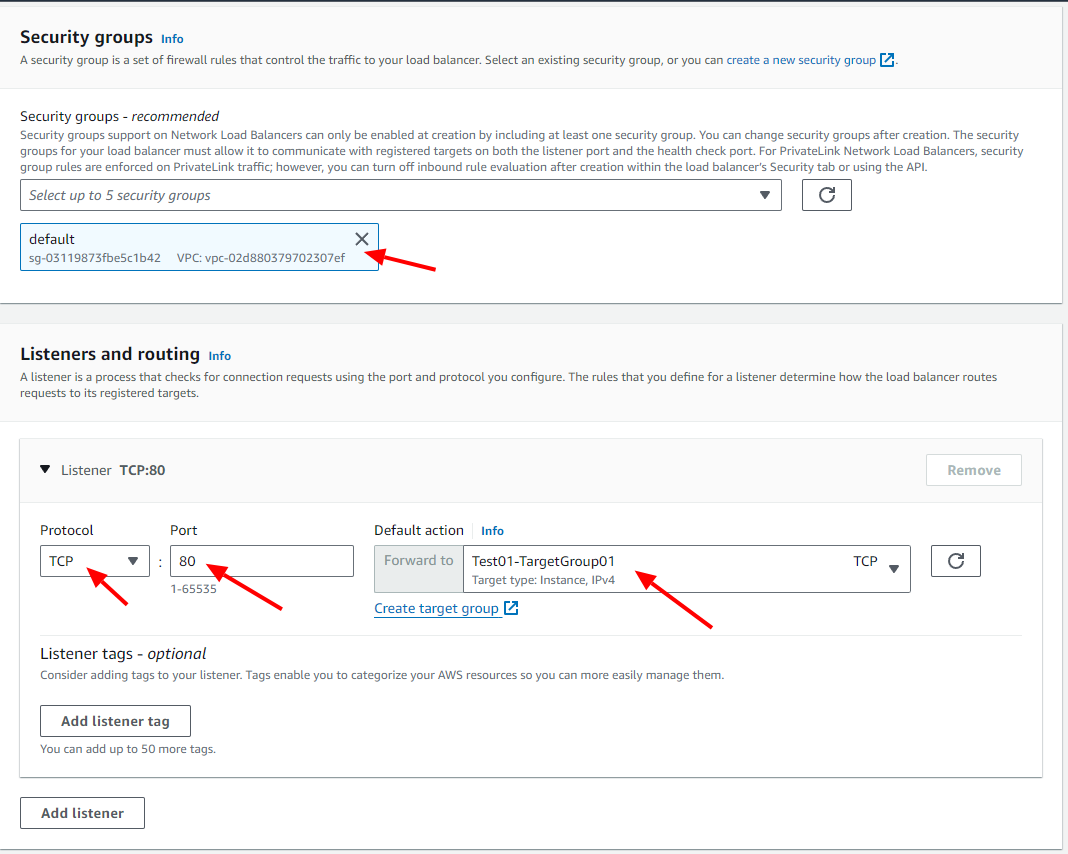 Security groups Info
A security group is a set of firewall rules that control the traffic to your load balancer. Select an existing security group, or you can create a new security group .
Security groups - recommended
Security groups support on Network Load Balancers can only be enabled at creation by including at least one security group. You can change security groups after creation. The security
groups for your load balancer must allow it to communicate with registered targets on both the listener port and the health check port. For PrivateLink Network Load Balancers, security
group rules are enforced on PrivateLink traffic; however, you can turn off inbound rule evaluation after creation within the load balancer's Security tab or using the API.
Select up to 5 security groups
default
sg-03119873fbe5c1b42 VPC: vpc-02d880379702307ef
Listeners and routing Info
A listener is a process that checks for connection requests using the port and protocol you configure. The rules that you define for a listener determine how the load balancer routes
requests to its registered targets.
Listener TCP:80
Remove
Protocol Port Default action Info
TCP : 80 Forward to Test01-TargetGroup01 TCP
Target type: Instance, IPv4
1-65535
Create target group
Listener tags - optional
Consider adding tags to your listener. Tags enable you to categorize your AWS resources so you can more easily manage them.
Add listener tag
You can add up to 50 more tags.
Add listener